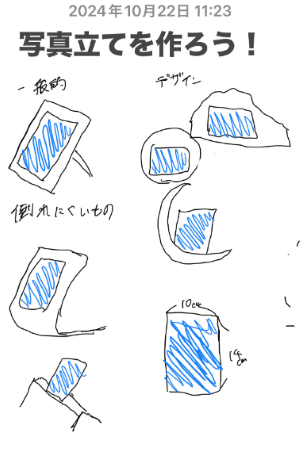 2024年10月22日 11:23
写真立てを作ろう！
一般的
デザイン
倒れにくいもの
10cm
14cm